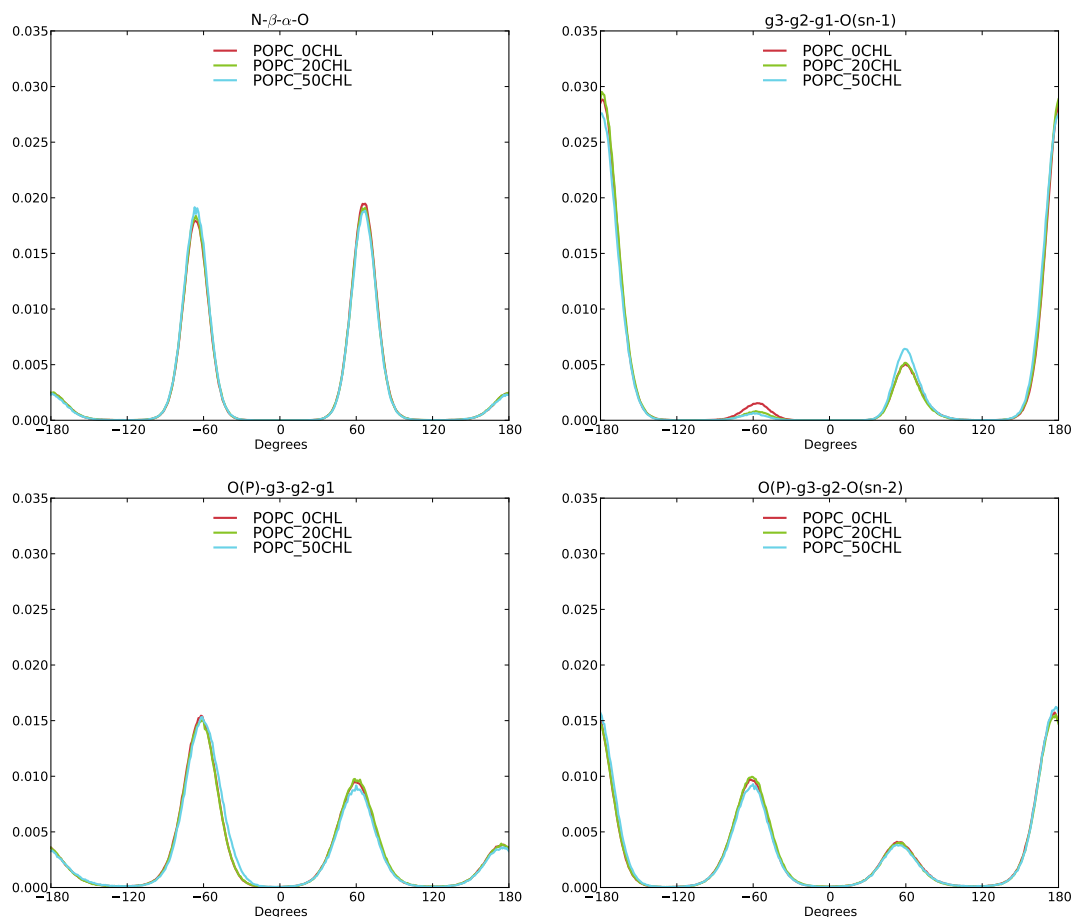 N-β-α-O
POPC_0CHL
POPC_20CHL
POPC_50CHL
0.035
0.030
0.025
0.020
0.015
0.010
0.005
0.000
−180 −120 −60 0 60 120 180
Degrees
g3-g2-g1-O(sn-1)
POPC_0CHL
POPC_20CHL
POPC_50CHL
0.035
0.030
0.025
0.020
0.015
0.010
0.005
0.000
−180 −120 −60 0 60 120 180
Degrees
O(P)-g3-g2-g1
POPC_0CHL
POPC_20CHL
POPC_50CHL
0.035
0.030
0.025
0.020
0.015
0.010
0.005
0.000
−180 −120 −60 0 60 120 180
Degrees
O(P)-g3-g2-O(sn-2)
POPC_0CHL
POPC_20CHL
POPC_50CHL
0.035
0.030
0.025
0.020
0.015
0.010
0.005
0.000
−180 −120 −60 0 60 120 180
Degrees